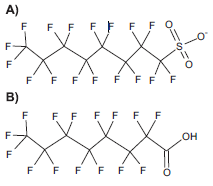 A)
F F F F F F F O
F S O-
F O
F F F F F F F F
B)
F F F F F F F
F OH
F
F F F F F F O